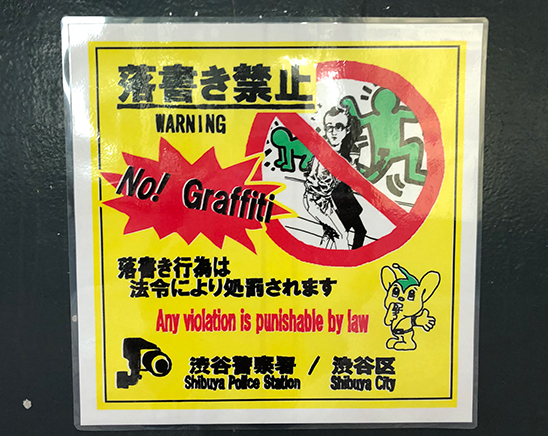 落書き禁止
WARNING
No! Graffiti
落書き行為は
法令により処罰されます
Any violation is punishable by law
渋谷警察署 / 渋谷区
Shibuya Police Station Shibuya City